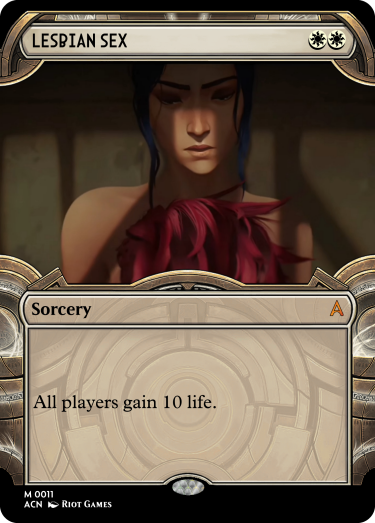 LESBIAN SEX
Sorcery
All players gain 10 life.
M 0011
ACN Riot Games